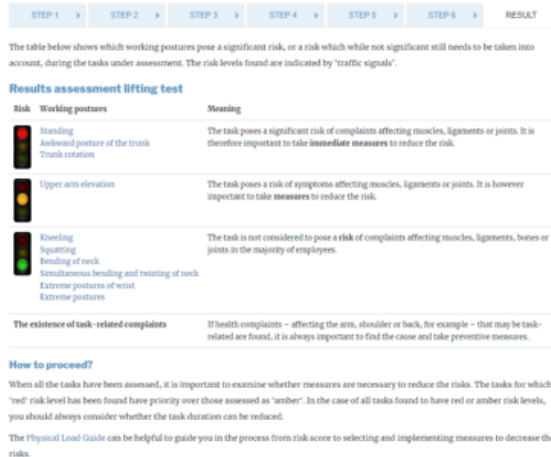 STEP 1 > STEP 2 > STEP 3 > STEP 4 > STEP 5 > STEP 6 > RESULT
The table below shows which working postures pose a significant risk, or a risk which while not significant still needs to be taken into
account, during the tasks under assessment. The risk levels found are indicated by 'traffic signals'.
Results assessment lifting test
Risk Working postures Meaning
Standing The task poses a significant risk of complaints affecting muscles, ligaments or joints. It is
Awkward posture of the trunk therefore important to take immediate measures to reduce the risk.
Trunk rotation
Upper arm elevation The task poses a risk of symptoms affecting muscles, ligaments or joints. It is however
important to take measures to reduce the risk.
Kneeling The task is not considered to pose a risk of complaints affecting muscles, ligaments, bones or
Squatting joints in the majority of employees.
Bending of neck
Simultaneous bending and twisting of neck
Extreme postures of wrist
Extreme postures
The existence of task-related complaints If health complaints – affecting the arm, shoulder or back, for example – that may be task-
related are found, it is always important to find the cause and take preventive measures.
How to proceed?
When all the tasks have been assessed, it is important to examine whether measures are necessary to reduce the risks. The tasks for which
'red' risk level has been found have priority over those assessed as 'amber'. In the case of all tasks found to have red or amber risk levels,
you should always consider whether the task duration can be reduced.
The Physical Load Guide can be helpful to guide you in the process from risk score to selecting and implementing measures to decrease th
risks.